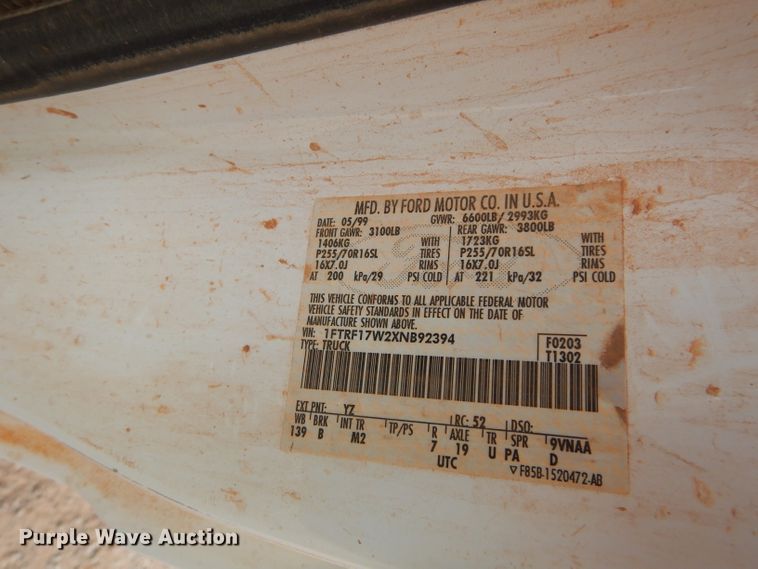 MFD. BY FORD MOTOR CO. IN U.S.A.
DATE: 05/99 GVWR: 6600LB/ 2993KG
FRONT GAWR: 3100LB REAR GAWR: 3800LB
1406KG WITH 1723KG WITH
P255/70R16SL TIRES P255/70R16SL TIRES
16X7.0J RIMS 16X7.0J RIMS
AT 200 kPa/29 PSI COLD AT 221 kPa/32 PSI COLD
THIS VEHICLE CONFORMS TO ALL APPLICABLE FEDERAL MOTOR
VEHICLE SAFETY STANDARDS IN EFFECT ON THE DATE OF
MANUFACTURE SHOWN ABOVE.
VIN: 1FTRF17W2XNB92394 F0203
TYPE: TRUCK T1302
EXT PNT: YZ RC: 52 DSO:
WB BRK INT TR TP/PS R AXLE TR SPR 9VNAA
139 B M2 7 19 U PA D
UTC
▽ F85B-1520472-AB
Purple Wave Auction